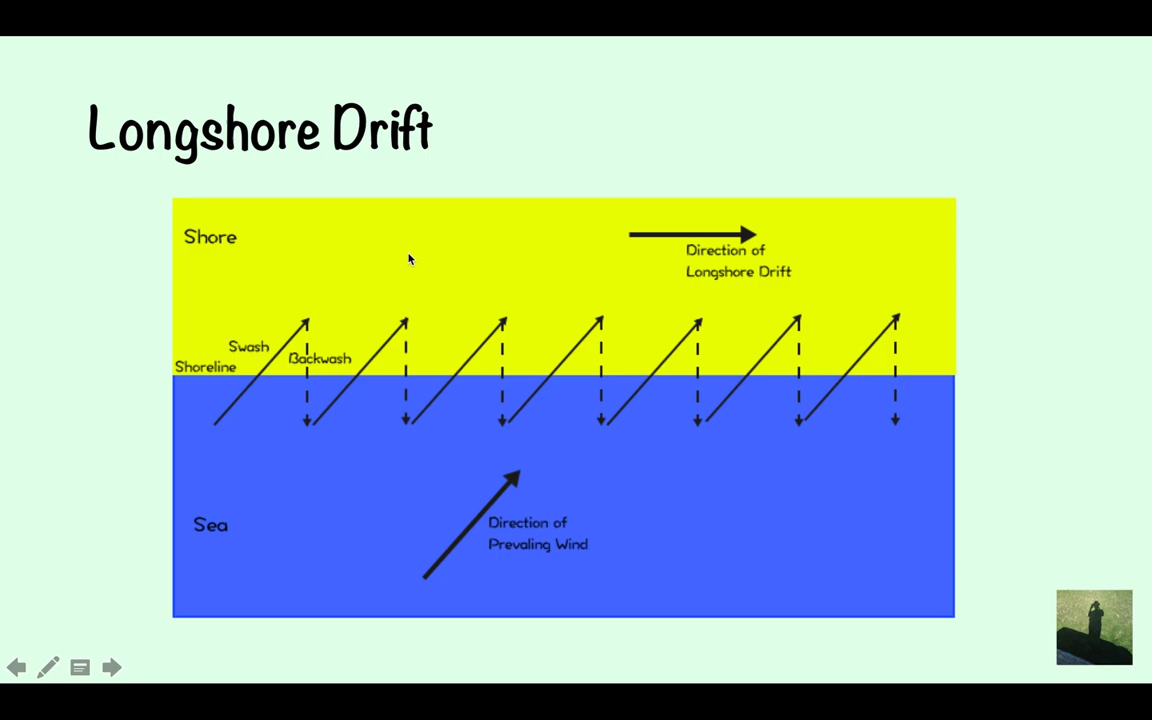 Longshore Drift
Shore
Direction of
Longshore Drift
Swash
Backwash
Shoreline
Sea
Direction of
Prevaling Wind